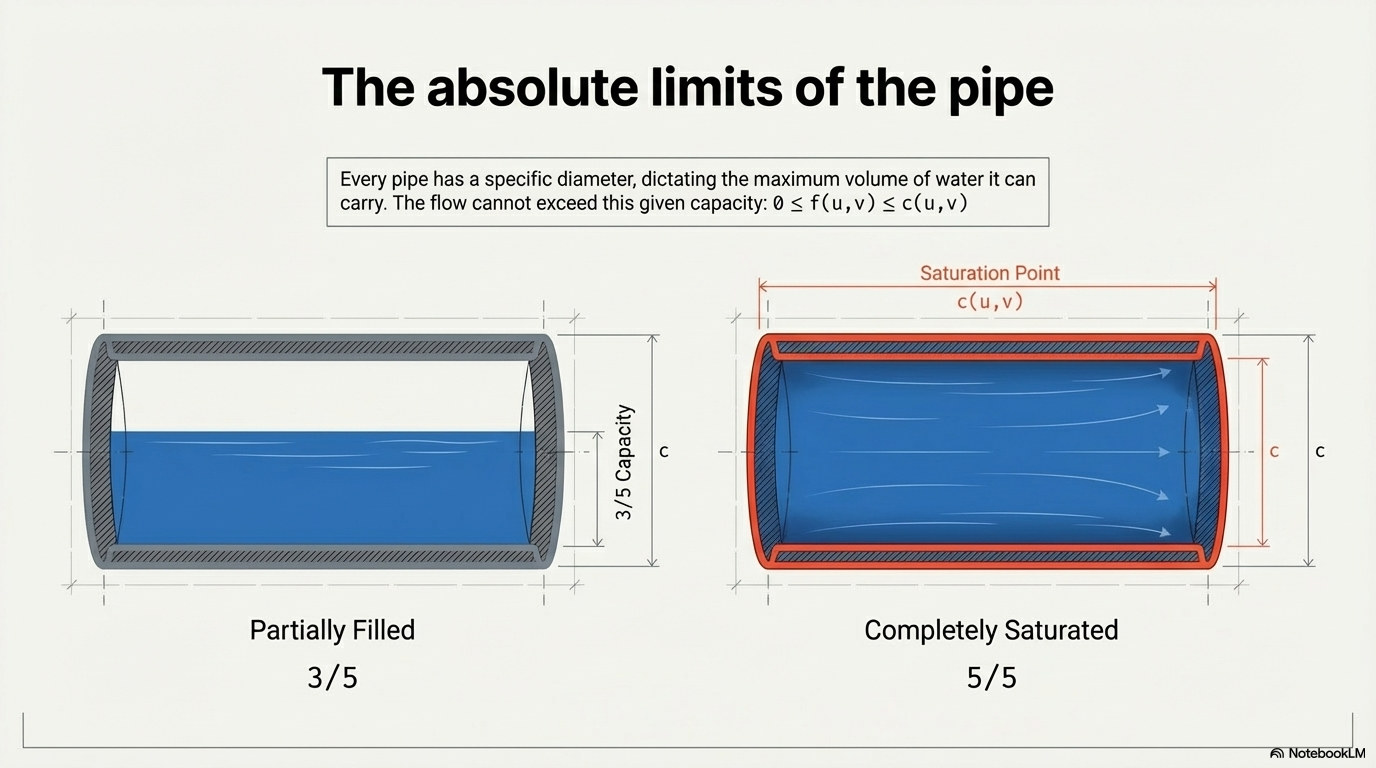 The absolute limits of the pipe
Every pipe has a specific diameter, dictating the maximum volume of water it can
carry. The flow cannot exceed this given capacity: 0 ≤ f(u,v) ≤ c(u,v)
Saturation Point
c(u,v)
3/5 Capacity
c
c
c
Partially Filled
3/5
Completely Saturated
5/5
NotebookLM